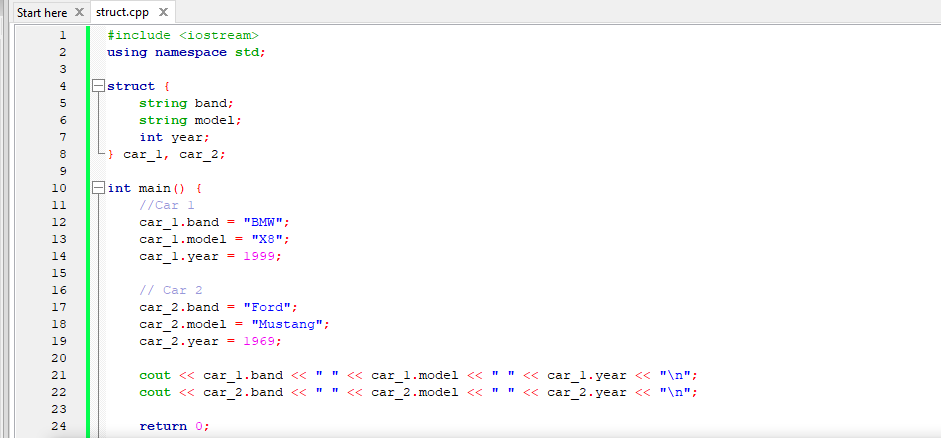 Start here X struct.cpp X
1 #include <iostream>
2 using namespace std;
3
4 struct {
5 string band;
6 string model;
7 int year;
8 } car_1, car_2;
9
10 int main() {
11 //Car 1
12 car_1.band = "BMW";
13 car_1.model = "X8";
14 car_1.year = 1999;
15
16 // Car 2
17 car_2.band = "Ford";
18 car_2.model = "Mustang";
19 car_2.year = 1969;
20
21 cout << car_1.band << " " << car_1.model << " " << car_1.year << "\n";
22 cout << car_2.band << " " << car_2.model << " " << car_2.year << "\n";
23
24 return 0;